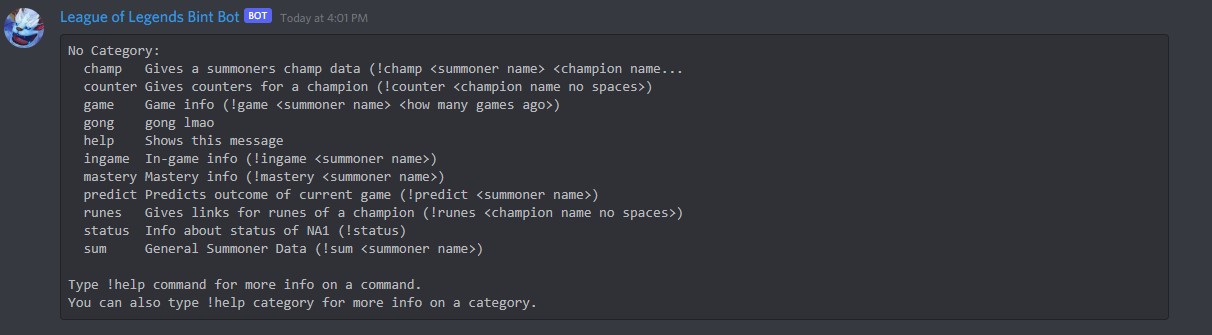 League of Legends Bint Bot BOT Today at 4:01 PM
No Category:
champ Gives a summoners champ data (!champ <summoner name> <champion name...
counter Gives counters for a champion (!counter <champion name no spaces>)
game Game info (!game <summoner name> <how many games ago>)
gong gong lmao
help Shows this message
ingame In-game info (!ingame <summoner name>)
mastery Mastery info (!mastery <summoner name>)
predict Predicts outcome of current game (!predict <summoner name>)
runes Gives links for runes of a champion (!runes <champion name no spaces>)
status Info about status of NA1 (!status)
sum General Summoner Data (!sum <summoner name>)
Type !help command for more info on a command.
You can also type !help category for more info on a category.